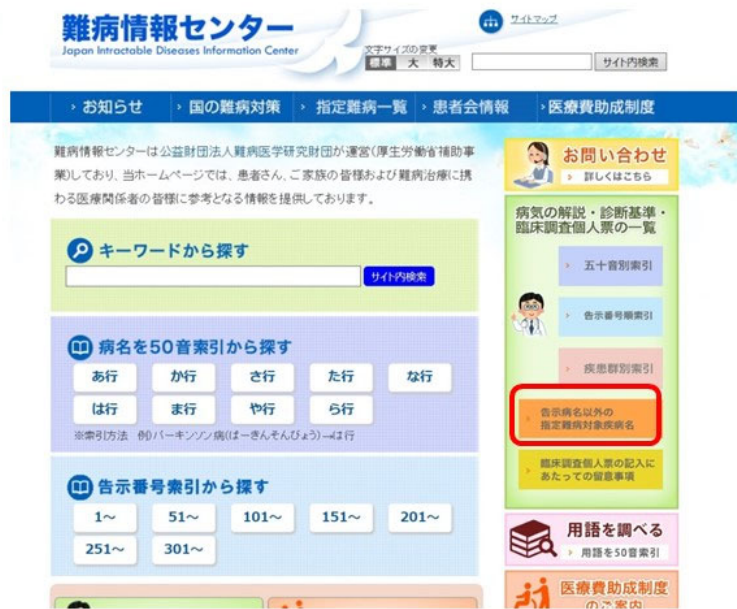 難病情報センター
Japan Intractable Diseases Information Center
サイトマップ
文字サイズの変更
標準 大 特大
サイト内検索
› お知らせ › 国の難病対策 › 指定難病一覧 › 患者会情報 › 医療費助成制度
難病情報センターは公益財団法人難病医学研究財団が運営(厚生労働省補助事
業)しており、当ホームページでは、患者さん、ご家族の皆様および難病治療に携
わる医療関係者の皆様に参考となる情報を提供しております。
キーワードから探す
サイト内検索
病名を50音索引から探す
あ行 か行 さ行 た行 な行
は行 ま行 や行 ら行
※索引方法 例)パーキンソン病(ぱーきんそんびょう)→は行
告示番号索引から探す
1~ 51~ 101~ 151~ 201~
251~ 301~
お問い合わせ
› 詳しくはこちら
病気の解説・診断基準・
臨床調査個人票の一覧
› 五十音別索引
› 告示番号順索引
› 疾患群別索引
› 告示病名以外の
指定難病対象疾病名
› 臨床調査個人票の記入に
あたっての留意事項
用語を調べる
› 用語を50音索引
医療費助成制度
のご案内